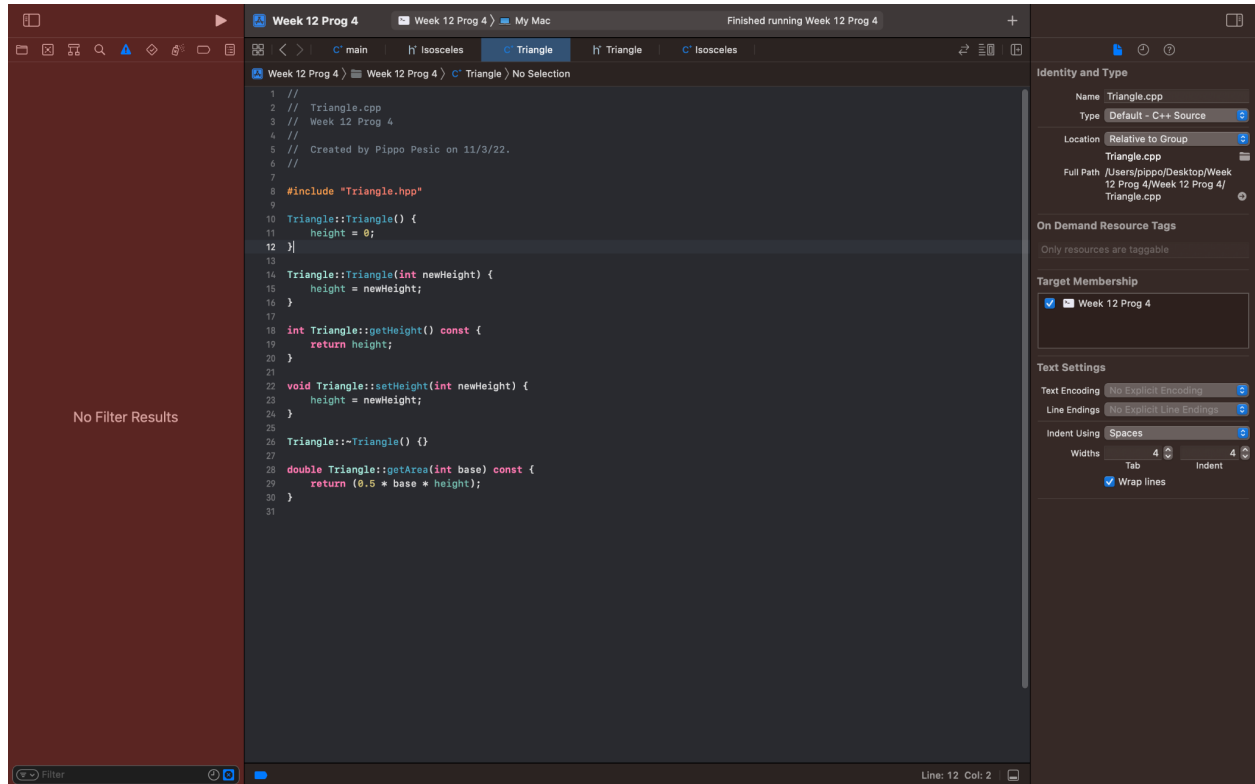 Week 12 Prog 4
Week 12 Prog 4 〉 My Mac
Finished running Week 12 Prog 4
main
Isosceles
Triangle
Triangle
Isosceles
Week 12 Prog 4 〉 Week 12 Prog 4 〉 Triangle 〉 No Selection
No Filter Results
Filter
1 //
2 //  Triangle.cpp
3 //  Week 12 Prog 4
4 //
5 //  Created by Pippo Pesic on 11/3/22.
6 //
7
8 #include "Triangle.hpp"
9
10 Triangle::Triangle() {
11     height = 0;
12 }
13
14 Triangle::Triangle(int newHeight) {
15     height = newHeight;
16 }
17
18 int Triangle::getHeight() const {
19     return height;
20 }
21
22 void Triangle::setHeight(int newHeight) {
23     height = newHeight;
24 }
25
26 Triangle::~Triangle() {}
27
28 double Triangle::getArea(int base) const {
29     return (0.5 * base * height);
30 }
31
Line: 12 Col: 2
Identity and Type
Name Triangle.cpp
Type Default - C++ Source
Location Relative to Group
Triangle.cpp
Full Path /Users/pippo/Desktop/Week
12 Prog 4/Week 12 Prog 4/
Triangle.cpp
On Demand Resource Tags
Only resources are taggable
Target Membership
Week 12 Prog 4
Text Settings
Text Encoding No Explicit Encoding
Line Endings No Explicit Line Endings
Indent Using Spaces
Widths 4 4
Tab Indent
Wrap lines